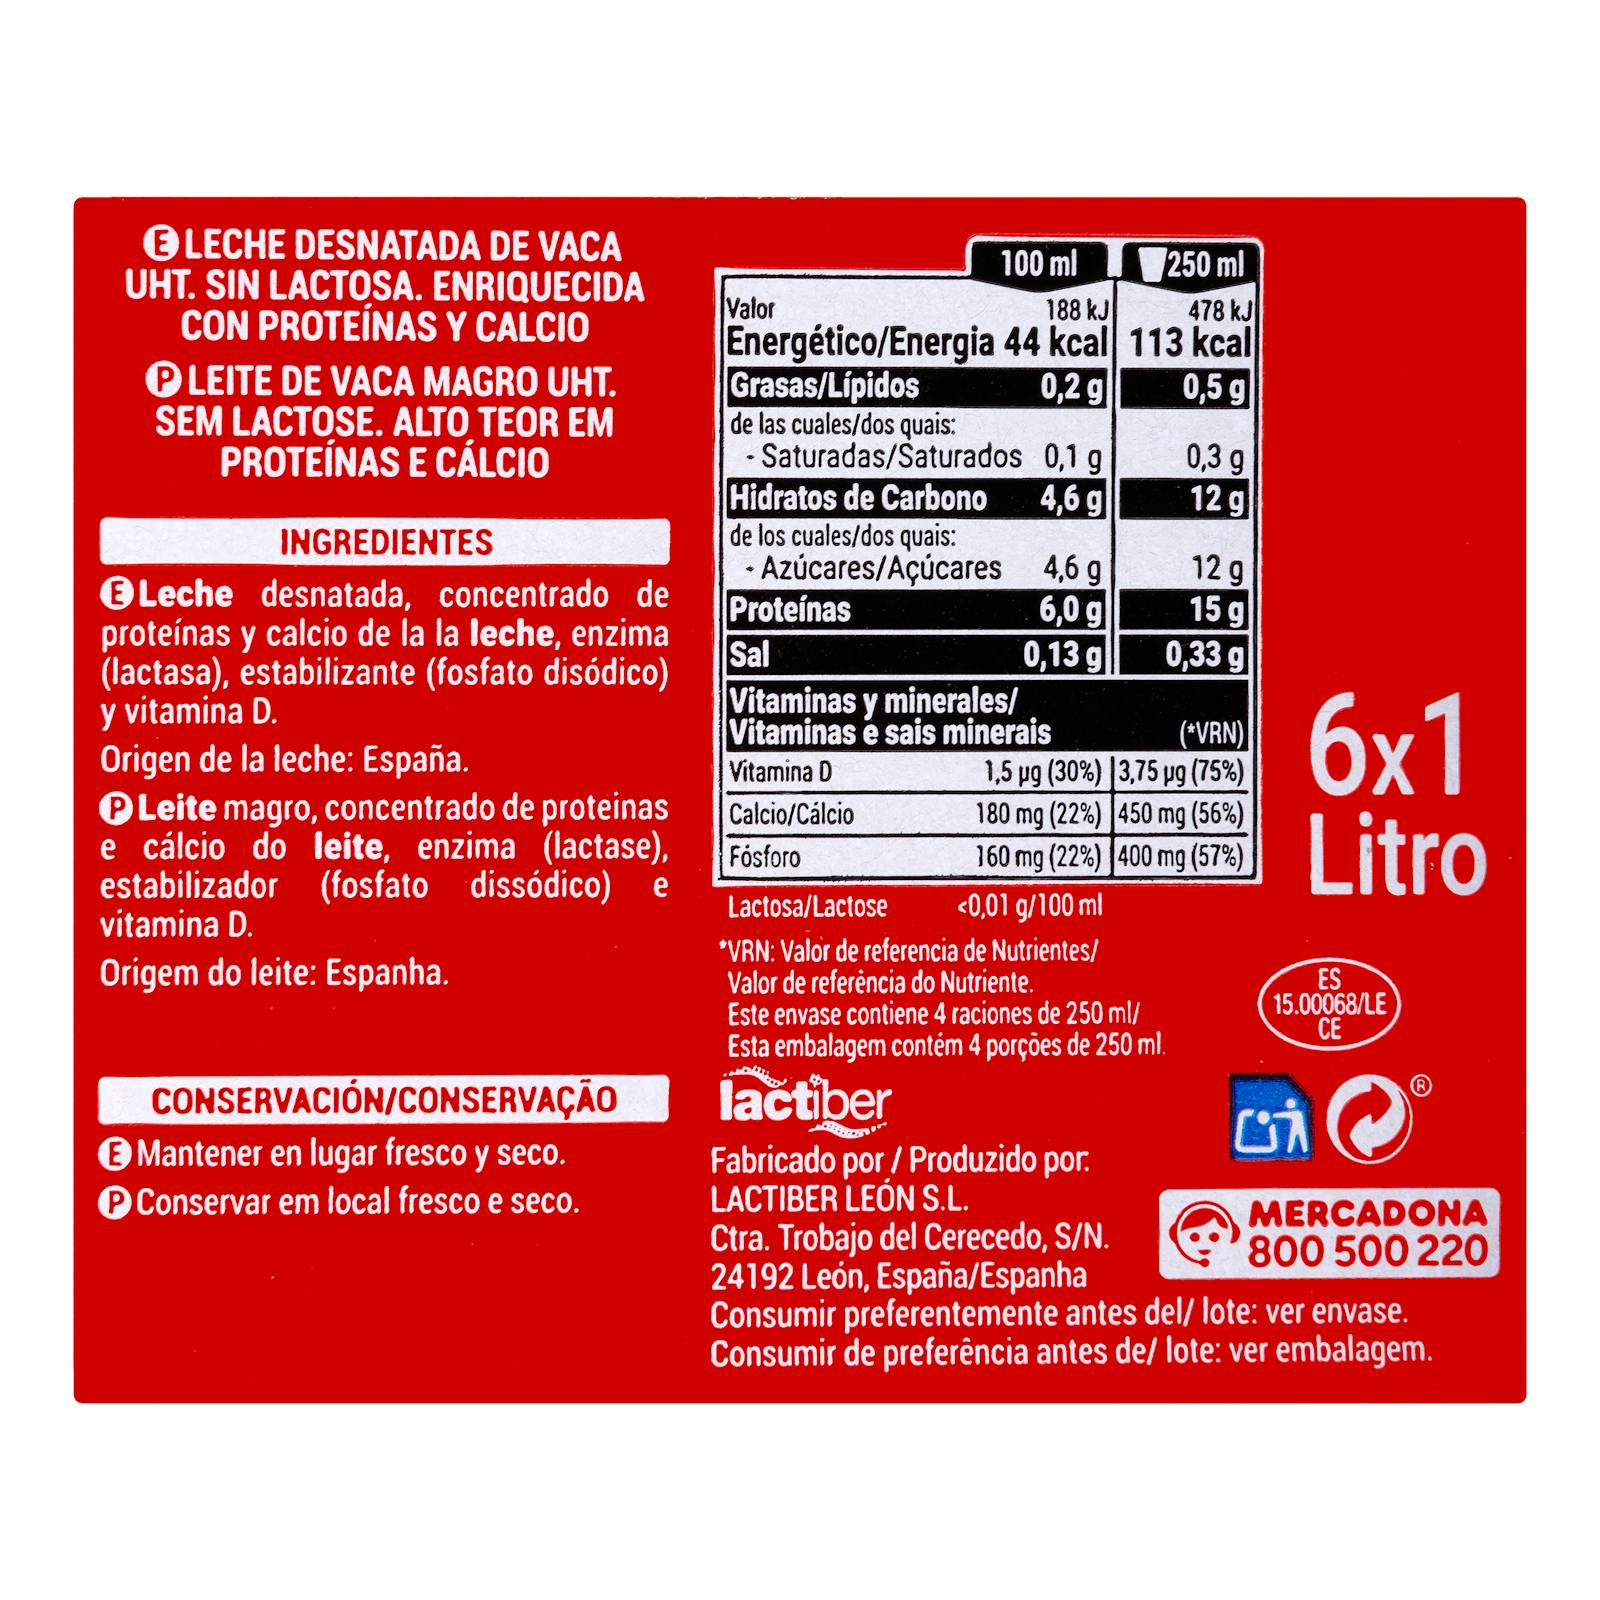 E LECHE DESNATADA DE VACA
UHT. SIN LACTOSA. ENRIQUECIDA
CON PROTEÍNAS Y CALCIO
P LEITE DE VACA MAGRO UHT.
SEM LACTOSE. ALTO TEOR EM
PROTEÍNAS E CÁLCIO
INGREDIENTES
E Leche desnatada, concentrado de
proteínas y calcio de la la leche, enzima
(lactasa), estabilizante (fosfato disódico)
y vitamina D.
Origen de la leche: España.
P Leite magro, concentrado de proteínas
e cálcio do leite, enzima (lactase),
estabilizador (fosfato dissódico) e
vitamina D.
Origem do leite: Espanha.
CONSERVACIÓN/CONSERVAÇÃO
E Mantener en lugar fresco y seco.
P Conservar em local fresco e seco.
100 ml 250 ml
Valor 188 kJ 478 kJ
Energético/Energia 44 kcal 113 kcal
Grasas/Lípidos 0,2 g 0,5 g
de las cuales/dos quais:
- Saturadas/Saturados 0,1 g 0,3 g
Hidratos de Carbono 4,6 g 12 g
de los cuales/dos quais:
- Azúcares/Açúcares 4,6 g 12 g
Proteínas 6,0 g 15 g
Sal 0,13 g 0,33 g
Vitaminas y minerales/
Vitaminas e sais minerais (*VRN)
Vitamina D 1,5 µg (30%) 3,75 µg (75%)
Calcio/Cálcio 180 mg (22%) 450 mg (56%)
Fósforo 160 mg (22%) 400 mg (57%)
Lactosa/Lactose <0,01 g/100 ml
*VRN: Valor de referencia de Nutrientes/
Valor de referência do Nutriente.
Este envase contiene 4 raciones de 250 ml/
Esta embalagem contém 4 porções de 250 ml.
lactiber
Fabricado por / Produzido por:
LACTIBER LEÓN S.L.
Ctra. Trobajo del Cerecedo, S/N.
24192 León, España/Espanha
Consumir preferentemente antes del/ lote: ver envase.
Consumir de preferência antes de/ lote: ver embalagem.
6x1
Litro
ES
15.00068/LE
CE
®
MERCADONA
800 500 220